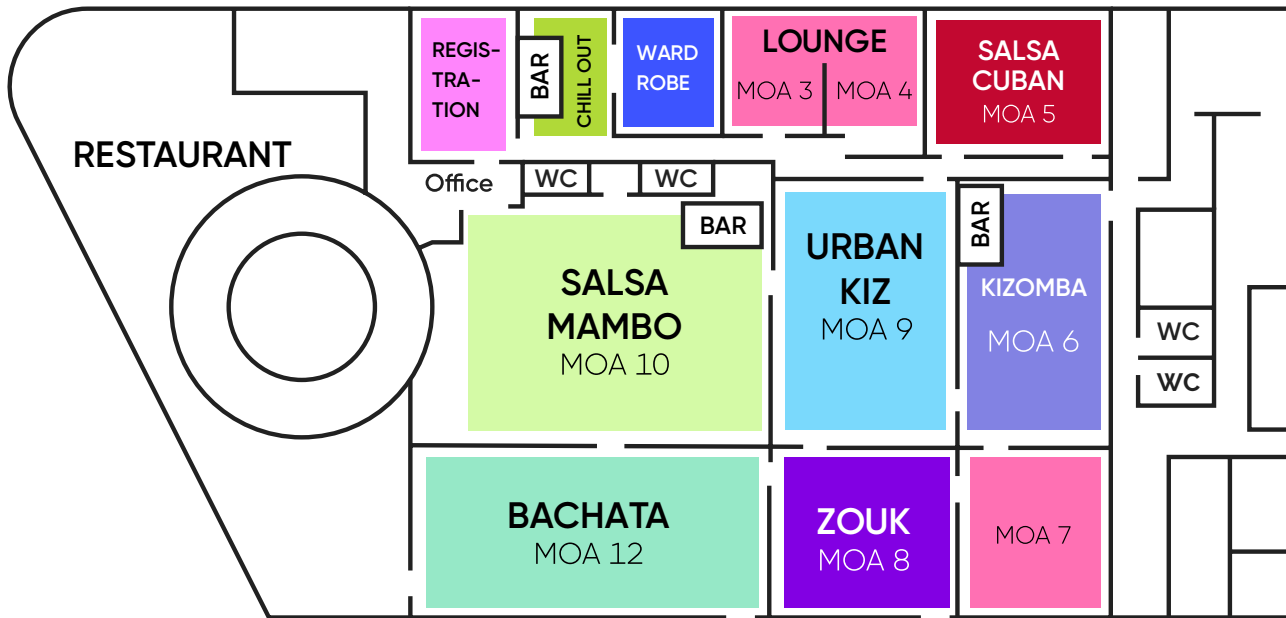 REGIS-
TRA-
TION
BAR
CHILL OUT
WARD
ROBE
LOUNGE
MOA 3
MOA 4
SALSA
CUBAN
MOA 5
RESTAURANT
Office
WC
WC
BAR
SALSA
MAMBO
MOA 10
URBAN
KIZ
MOA 9
BAR
KIZOMBA
MOA 6
WC
WC
BACHATA
MOA 12
ZOUK
MOA 8
MOA 7